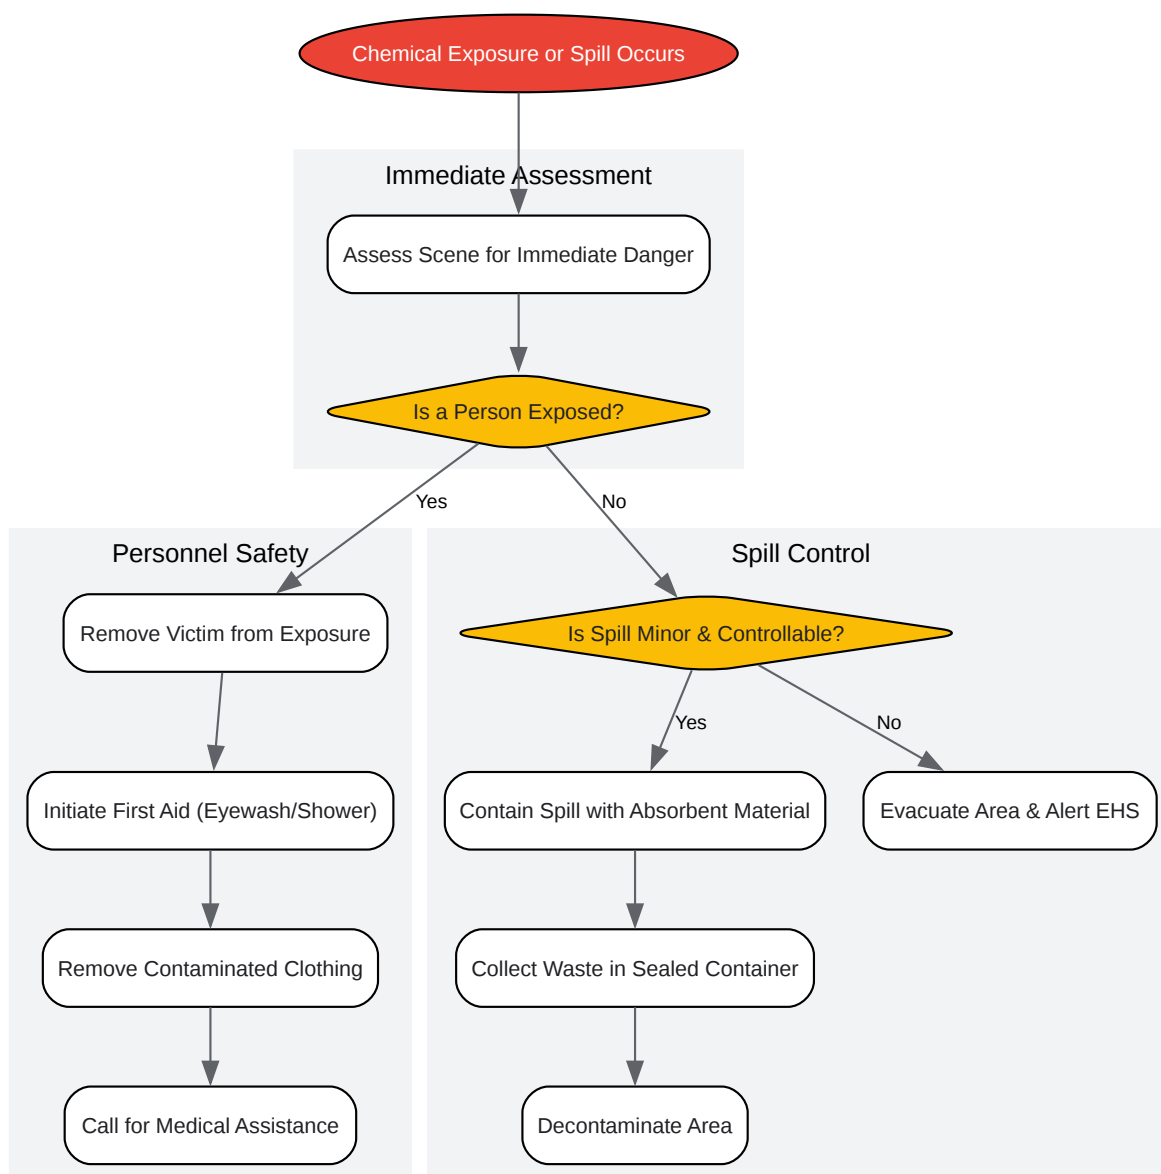 Chemical Exposure or Spill Occurs
Immediate Assessment
Assess Scene for Immediate Danger
Is a Person Exposed?
Yes
No
Personnel Safety
Remove Victim from Exposure
Initiate First Aid (Eyewash/Shower)
Remove Contaminated Clothing
Call for Medical Assistance
Spill Control
Is Spill Minor & Controllable?
Yes
No
Contain Spill with Absorbent Material
Evacuate Area & Alert EHS
Collect Waste in Sealed Container
Decontaminate Area